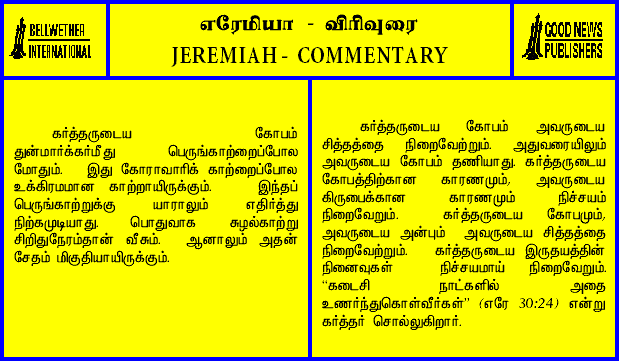 BELLWETHER
INTERNATIONAL
எரேமியா - விரிவுரை
JEREMIAH - COMMENTARY
GOOD NEWS
PUBLISHERS
கர்த்தருடைய கோபம்
துன்மார்க்கர்மீது பெருங்காற்றைப்போல
மோதும். இது கோராவாரிக் காற்றைப்போல
உக்கிரமமான காற்றாயிருக்கும். இந்தப்
பெருங்காற்றுக்கு யாராலும் எதிர்த்து
நிற்கமுடியாது. பொதுவாக சுழல்காற்று
சிறிதுநேரம்தான் வீசும். ஆனாலும் அதன்
சேதம் மிகுதியாயிருக்கும்.
கர்த்தருடைய கோபம் அவருடைய
சித்தத்தை நிறைவேற்றும். அதுவரையிலும்
அவருடைய கோபம் தணியாது. கர்த்தருடைய
கோபத்திற்கான காரணமும், அவருடைய
கிருபைக்கான காரணமும் நிச்சயம்
நிறைவேறும். கர்த்தருடைய கோபமும்,
அவருடைய அன்பும் அவருடைய சித்தத்தை
நிறைவேற்றும். கர்த்தருடைய இருதயத்தின்
நினைவுகள் நிச்சயமாய் நிறைவேறும்.
“கடைசி நாட்களில் அதை
உணர்ந்துகொள்வீர்கள்” (எரே 30:24) என்று
கர்த்தர் சொல்லுகிறார்.